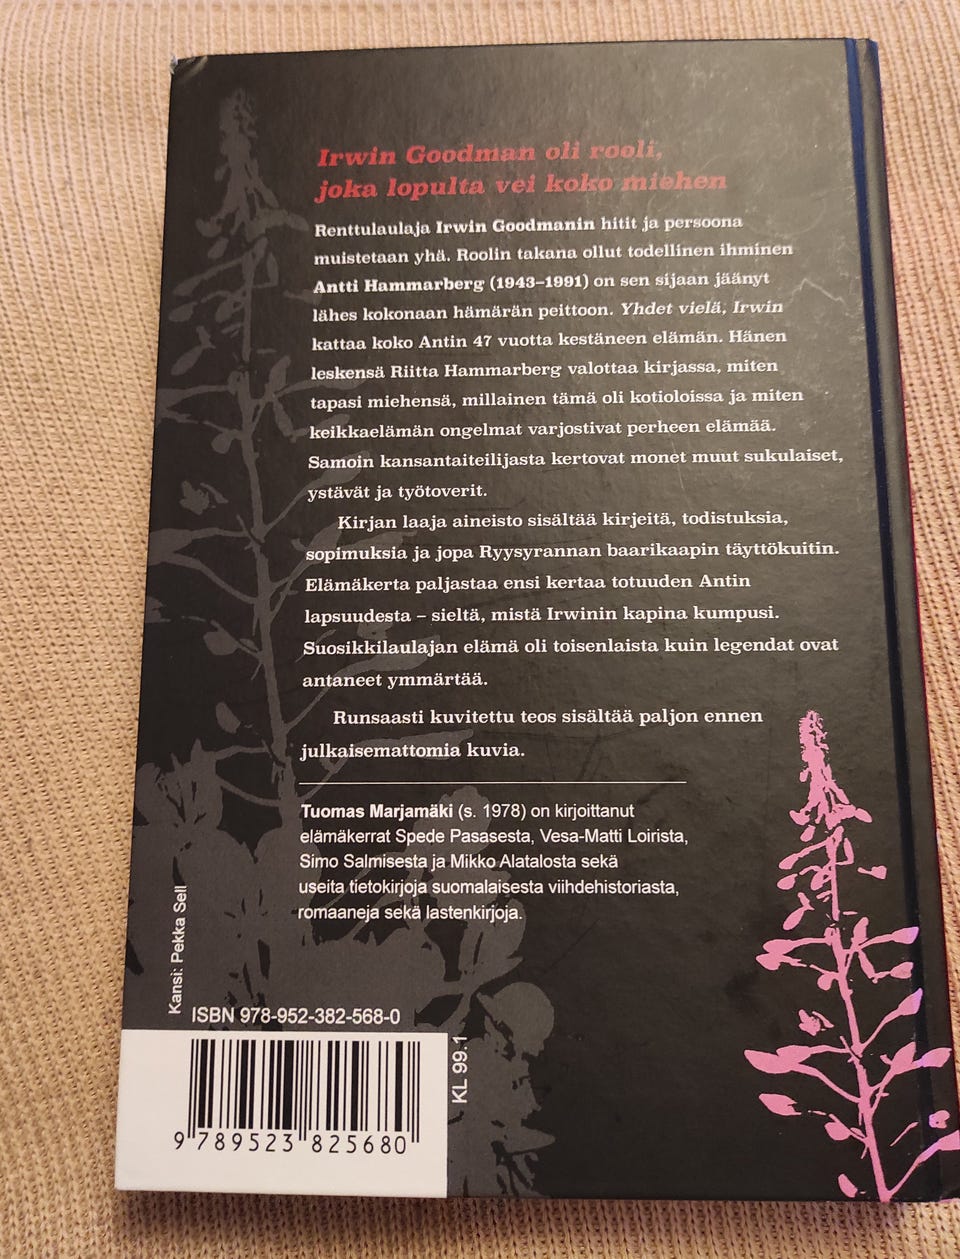 Irwin Goodman oli rooli,
joka lopulta vei koko miehen
Renttulaulaja Irwin Goodmanin hitit ja persoona
muistetaan yhä. Roolin takana ollut todellinen ihminen
Antti Hammarberg (1943–1991) on sen sijaan jäänyt
lähes kokonaan hämärän peittoon. Yhdet vielä, Irwin
kattaa koko Antin 47 vuotta kestäneen elämän. Hänen
leskensä Riitta Hammarberg valottaa kirjassa, miten
tapasi miehensä, millainen tämä oli kotioloissa ja miten
keikkaelämän ongelmat varjostivat perheen elämää.
Samoin kansantaiteilijasta kertovat monet muut sukulaiset,
ystävät ja työtoverit.
Kirjan laaja aineisto sisältää kirjeitä, todistuksia,
sopimuksia ja jopa Ryysyrannan baarikaapin täyttökuitin.
Elämäkerta paljastaa ensi kertaa totuuden Antin
lapsuudesta – sieltä, mistä Irwinin kapina kumpusi.
Suosikkilaulajan elämä oli toisenlaista kuin legendat ovat
antaneet ymmärtää.
Runsaasti kuvitettu teos sisältää paljon ennen
julkaisemattomia kuvia.
Tuomas Marjamäki (s. 1978) on kirjoittanut
elämäkerrat Spede Pasasesta, Vesa-Matti Loirista,
Simo Salmisesta ja Mikko Alatalosta sekä
useita tietokirjoja suomalaisesta viihdehistoriasta,
romaaneja sekä lastenkirjoja.
Kansi: Pekka Sell
ISBN 978-952-382-568-0
KL 99.1
9 789523 825680